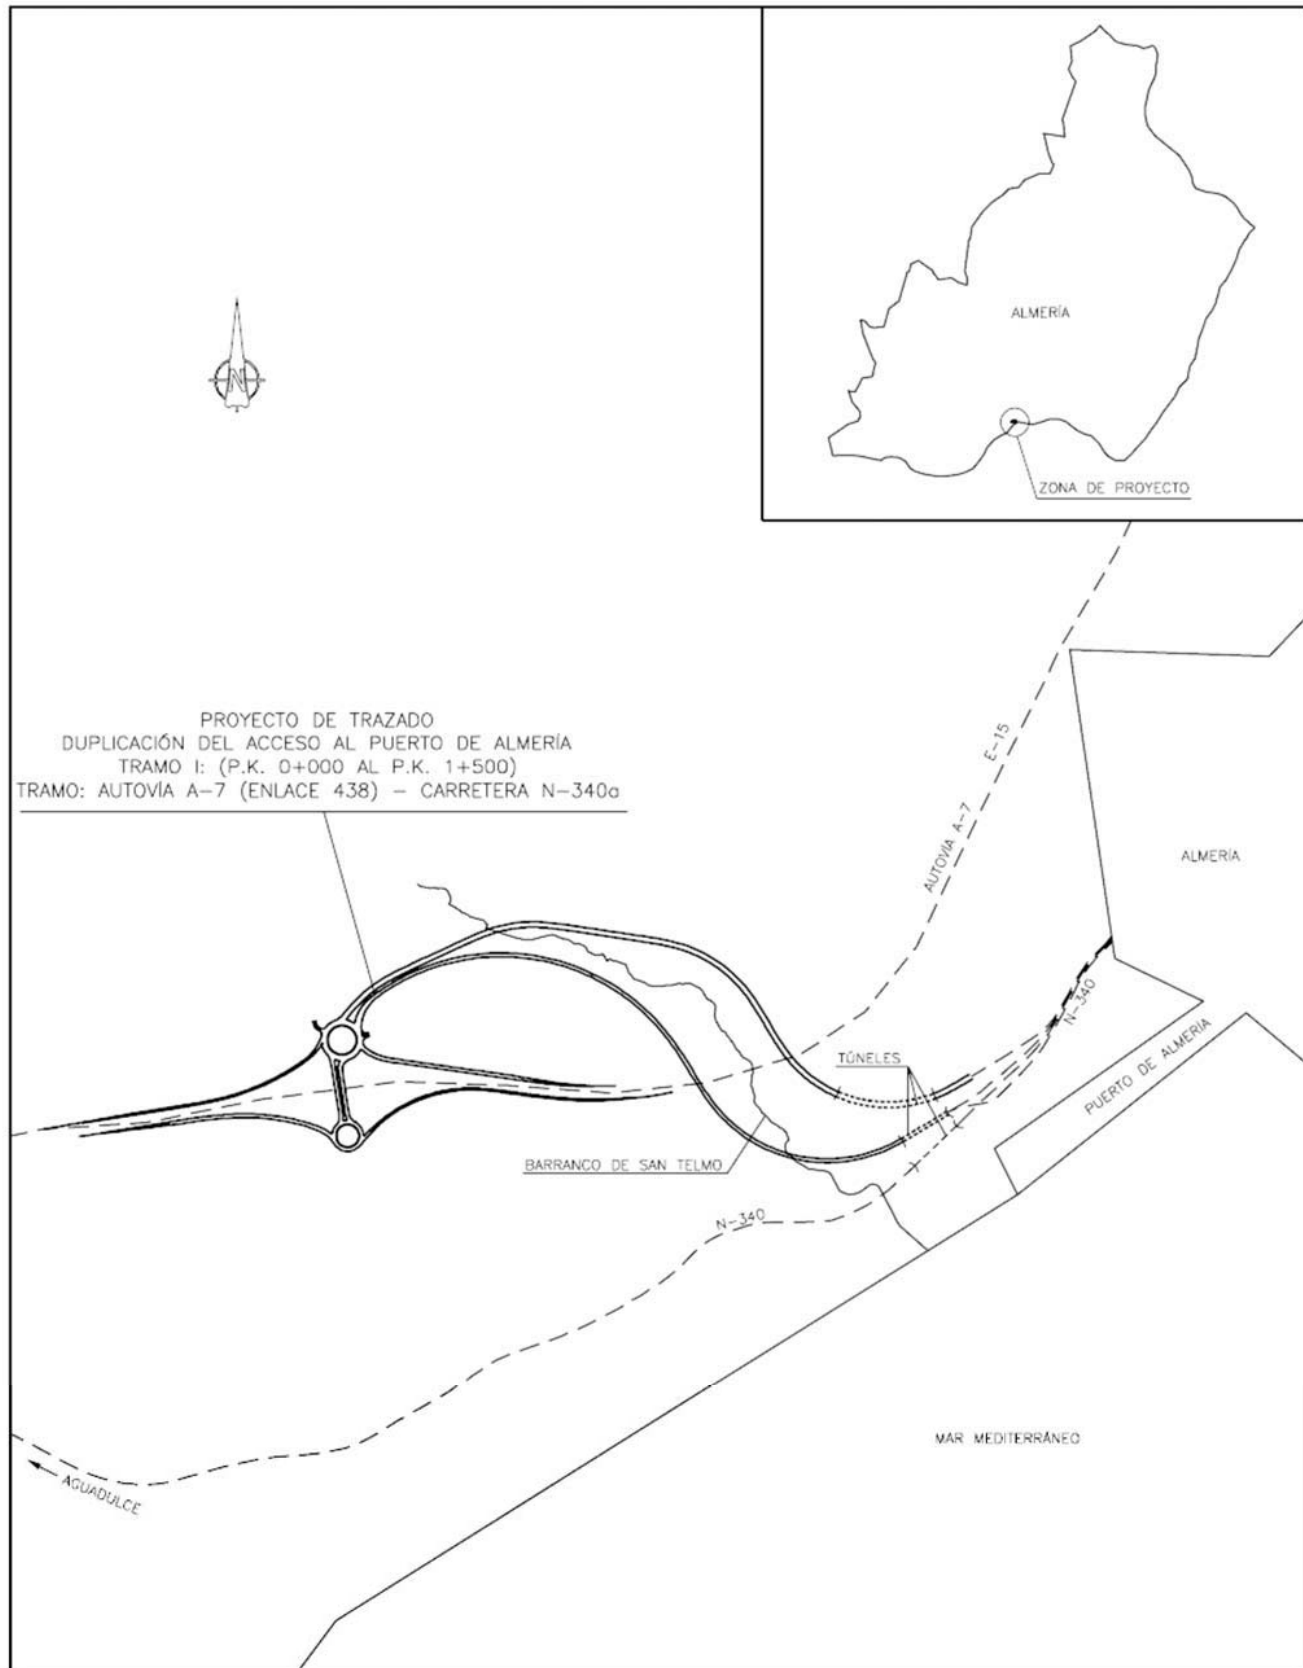 ALMERÍA
ZONA DE PROYECTO
N
PROYECTO DE TRAZADO
DUPLICACIÓN DEL ACCESO AL PUERTO DE ALMERÍA
TRAMO I: (P.K. 0+000 AL P.K. 1+500)
TRAMO: AUTOVÍA A-7 (ENLACE 438) - CARRETERA N-340a
E-15
AUTOVÍA A-7
ALMERÍA
N-340
TÚNELES
PUERTO DE ALMERIA
BARRANCO DE SAN TELMO
N-340
MAR MEDITERRÁNEO
AGUADULCE